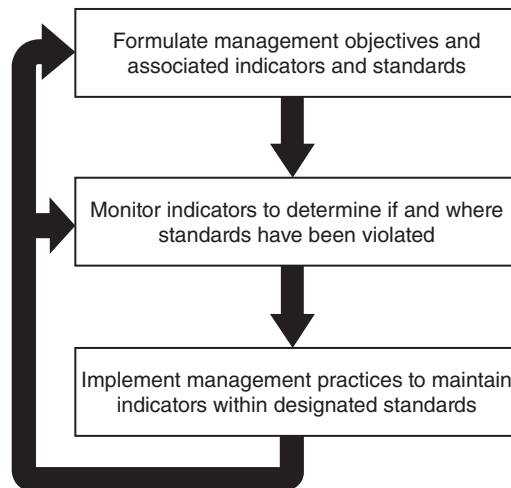 Formulate management objectives and
associated indicators and standards
Monitor indicators to determine if and where
standards have been violated
Implement management practices to maintain
indicators within designated standards